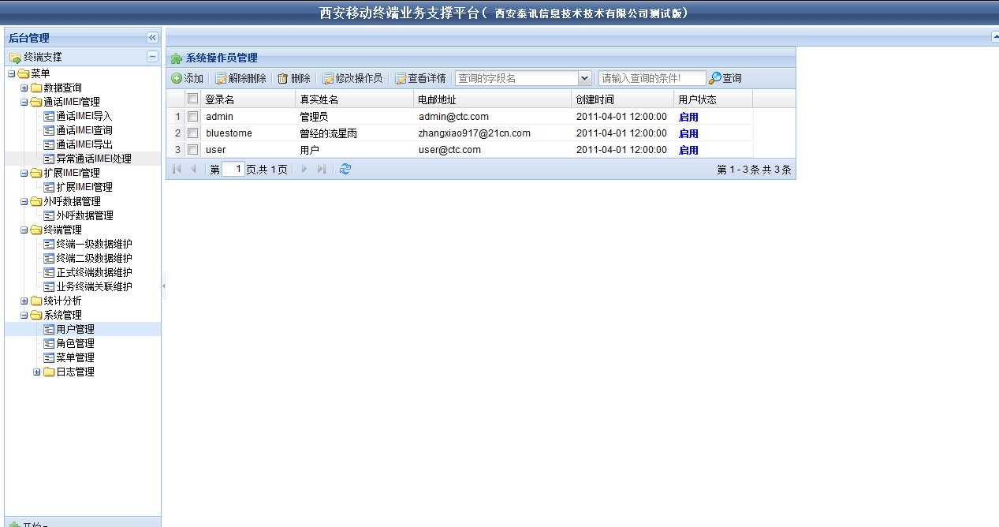 西安移动终端业务支撑平台( 西安泰讯信息技术技术有限公司测试版)
后台管理
终端支撑
菜单
数据查询
通话IMEI管理
通话IMEI导入
通话IMEI查询
通话IMEI导出
异常通话IMEI处理
扩展IMEI管理
扩展IMEI管理
外呼数据管理
外呼数据管理
终端管理
终端一级数据维护
终端二级数据维护
正式终端数据维护
业务终端关联维护
统计分析
系统管理
用户管理
角色管理
菜单管理
日志管理
系统操作员管理
添加 解除删除 删除 修改操作员 查看详情 查询的字段名 请输入查询的条件! 查询
登录名 真实姓名 电邮地址 创建时间 用户状态
1 admin 管理员 admin@ctc.com 2011-04-01 12:00:00 启用
2 bluestome 曾经的流星雨 zhangxiao917@21cn.com 2011-04-01 12:00:00 启用
3 user 用户 user@ctc.com 2011-04-01 12:00:00 启用
第 1 页,共 1 页 第 1 - 3 条 共 3 条